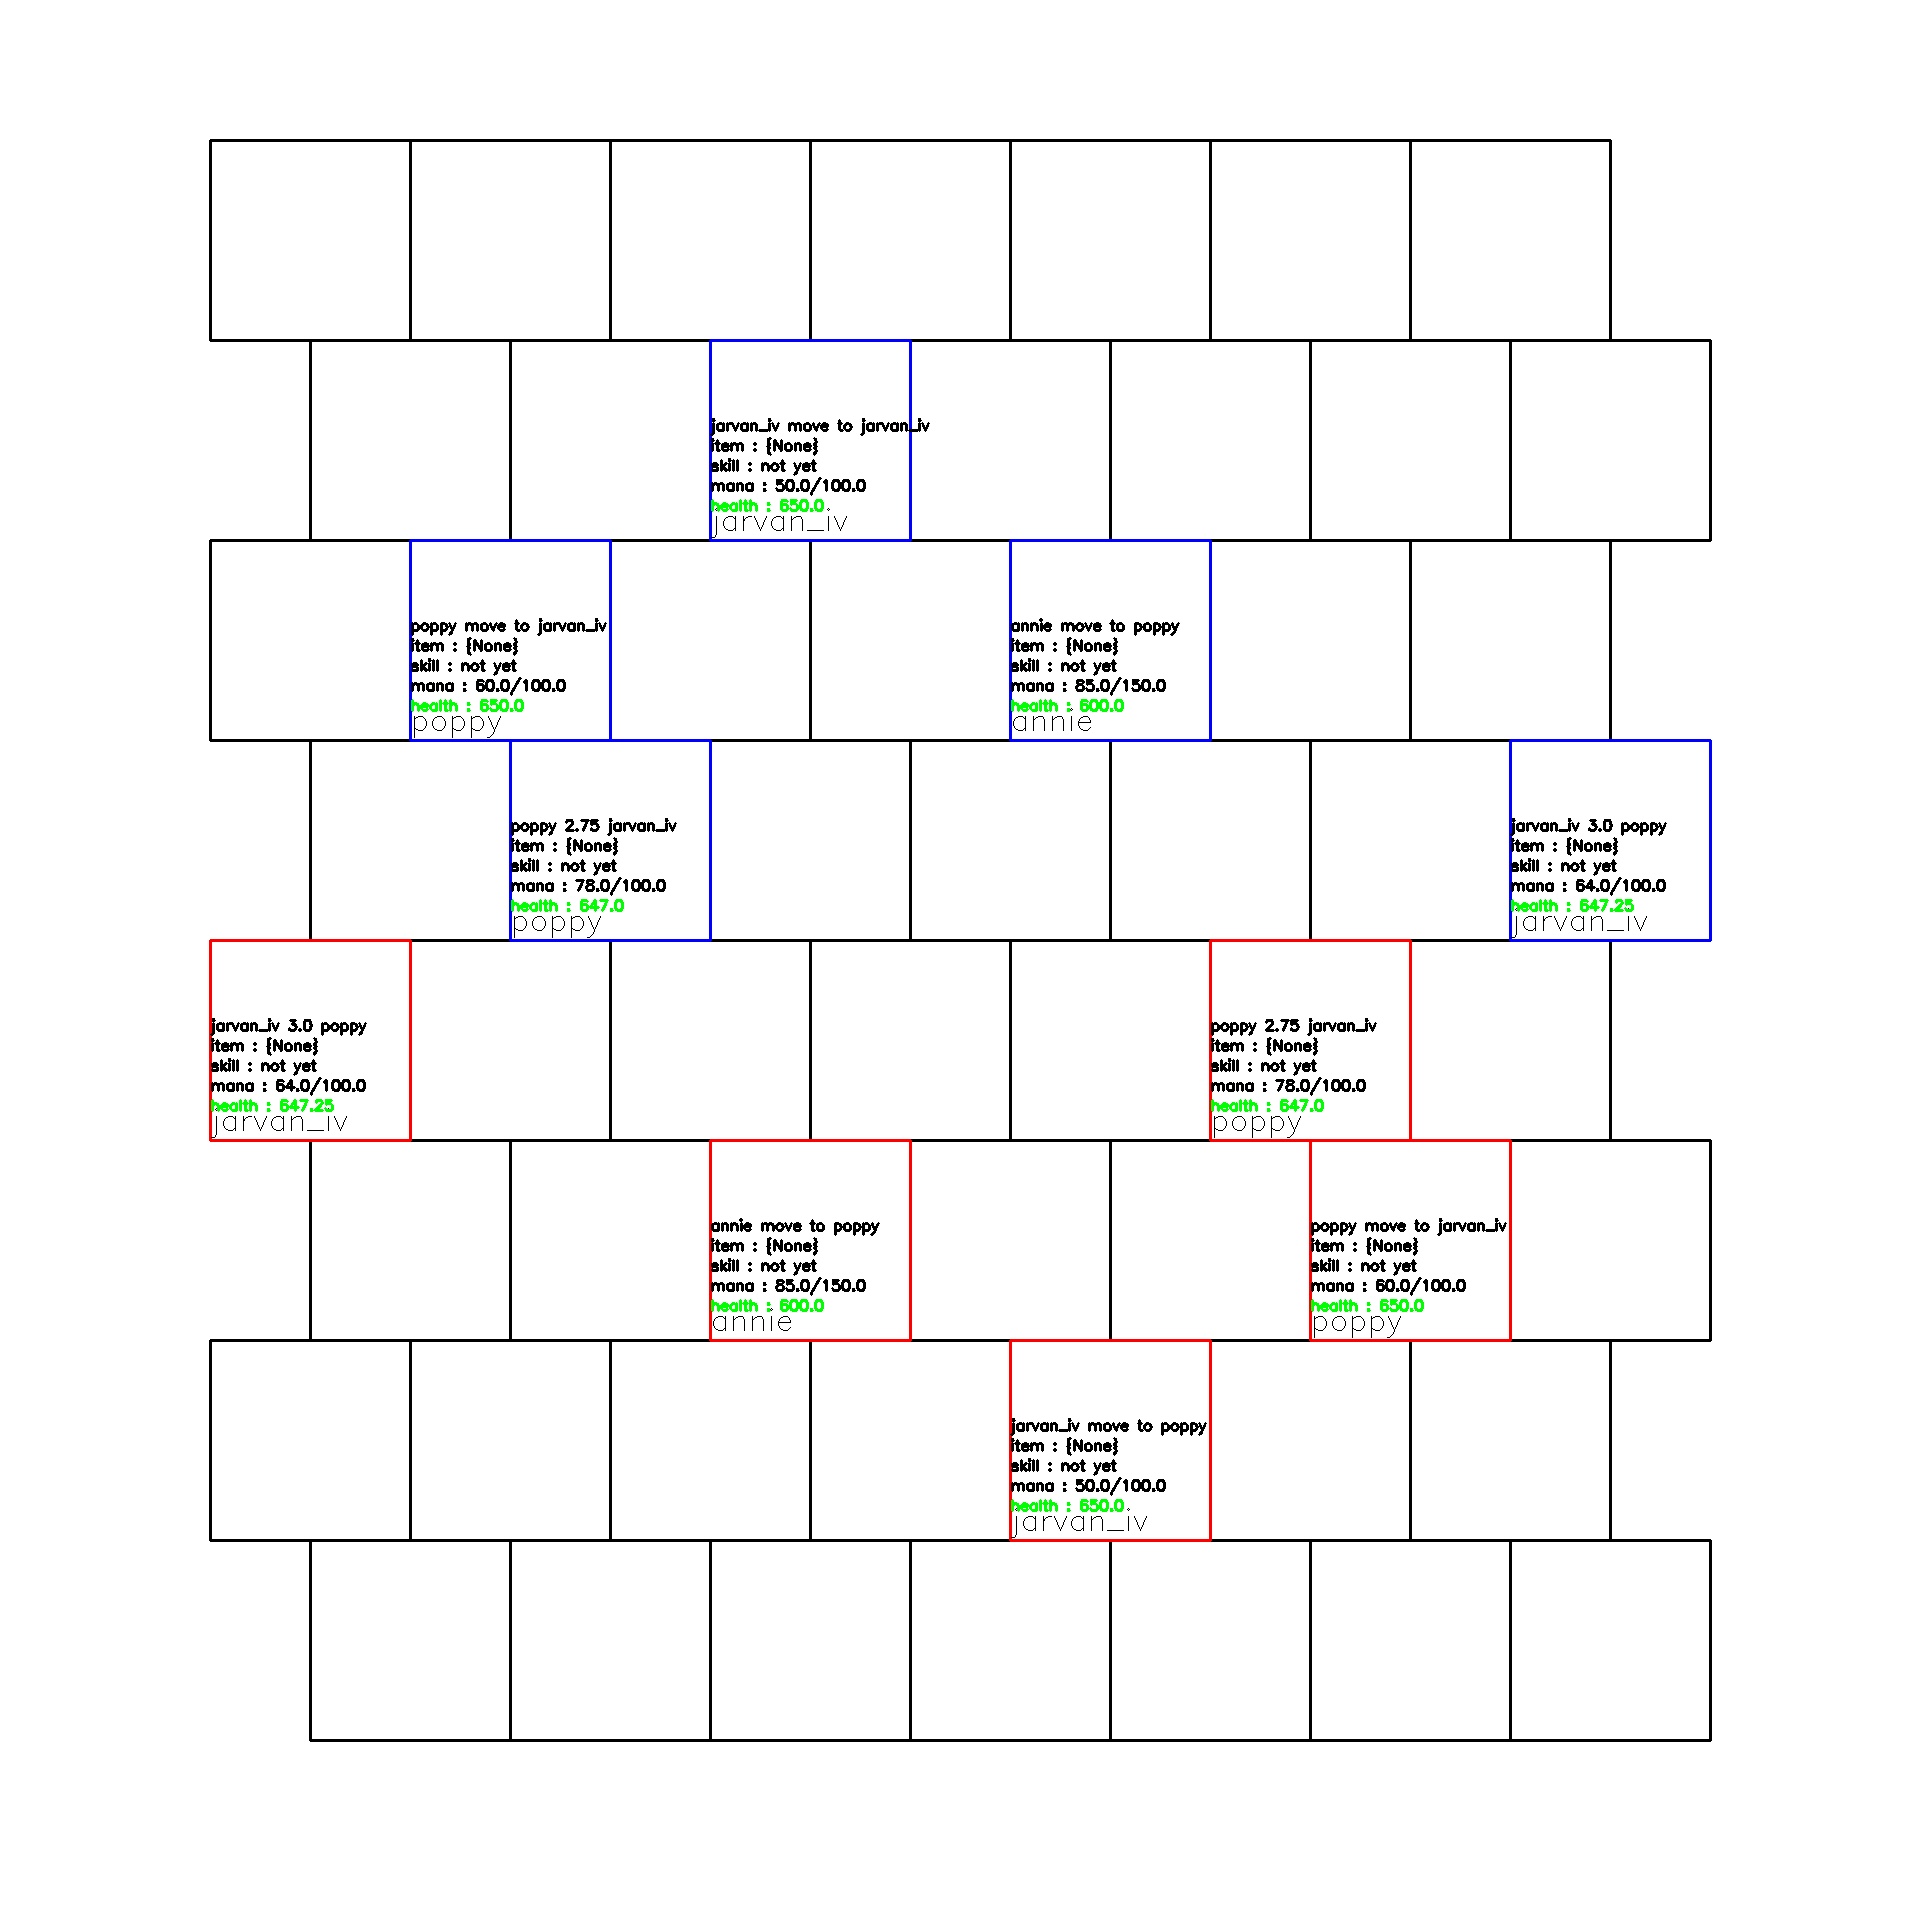 jarvan_iv move to jarvan_iv
item : {None}
skill : not yet
mana : 50.0/100.0
health : 650.0
jarvan_iv
poppy move to jarvan_iv
item : {None}
skill : not yet
mana : 60.0/100.0
health : 650.0
poppy
annie move to poppy
item : {None}
skill : not yet
mana : 85.0/150.0
health : 600.0
annie
poppy 2.75 jarvan_iv
item : {None}
skill : not yet
mana : 78.0/100.0
health : 647.0
poppy
jarvan_iv 3.0 poppy
item : {None}
skill : not yet
mana : 64.0/100.0
health : 647.25
jarvan_iv
jarvan_iv 3.0 poppy
item : {None}
skill : not yet
mana : 64.0/100.0
health : 647.25
jarvan_iv
poppy 2.75 jarvan_iv
item : {None}
skill : not yet
mana : 78.0/100.0
health : 647.0
poppy
annie move to poppy
item : {None}
skill : not yet
mana : 85.0/150.0
health : 600.0
annie
poppy move to jarvan_iv
item : {None}
skill : not yet
mana : 60.0/100.0
health : 650.0
poppy
jarvan_iv move to poppy
item : {None}
skill : not yet
mana : 50.0/100.0
health : 650.0
jarvan_iv